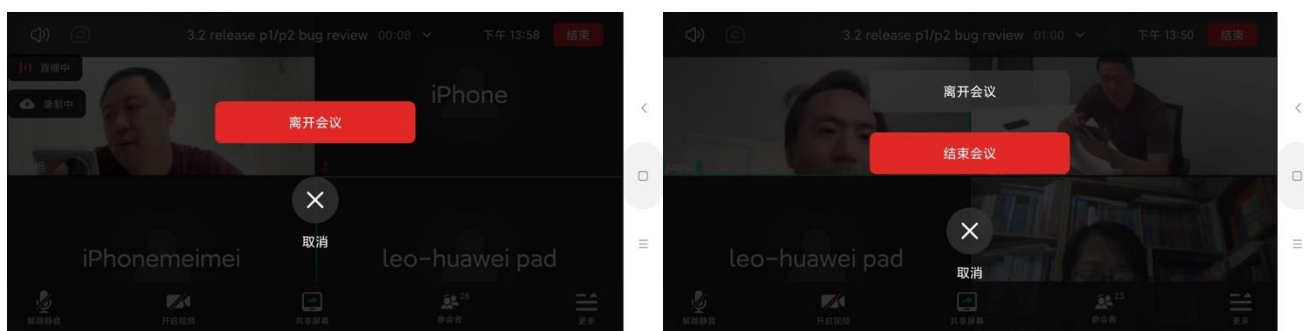 3.2 release p1/p2 bug review 00:08 下午 13:58 结束
直播中
录制中
iPhone
离开会议
取消
iPhonemeimei
leo-huawei pad
解除静音 开启视频 共享屏幕 参会者 26 更多
3.2 release p1/p2 bug review 01:00 下午 13:50 结束
离开会议
结束会议
leo-huawei pad
取消
解除静音 开启视频 共享屏幕 参会者 23 更多